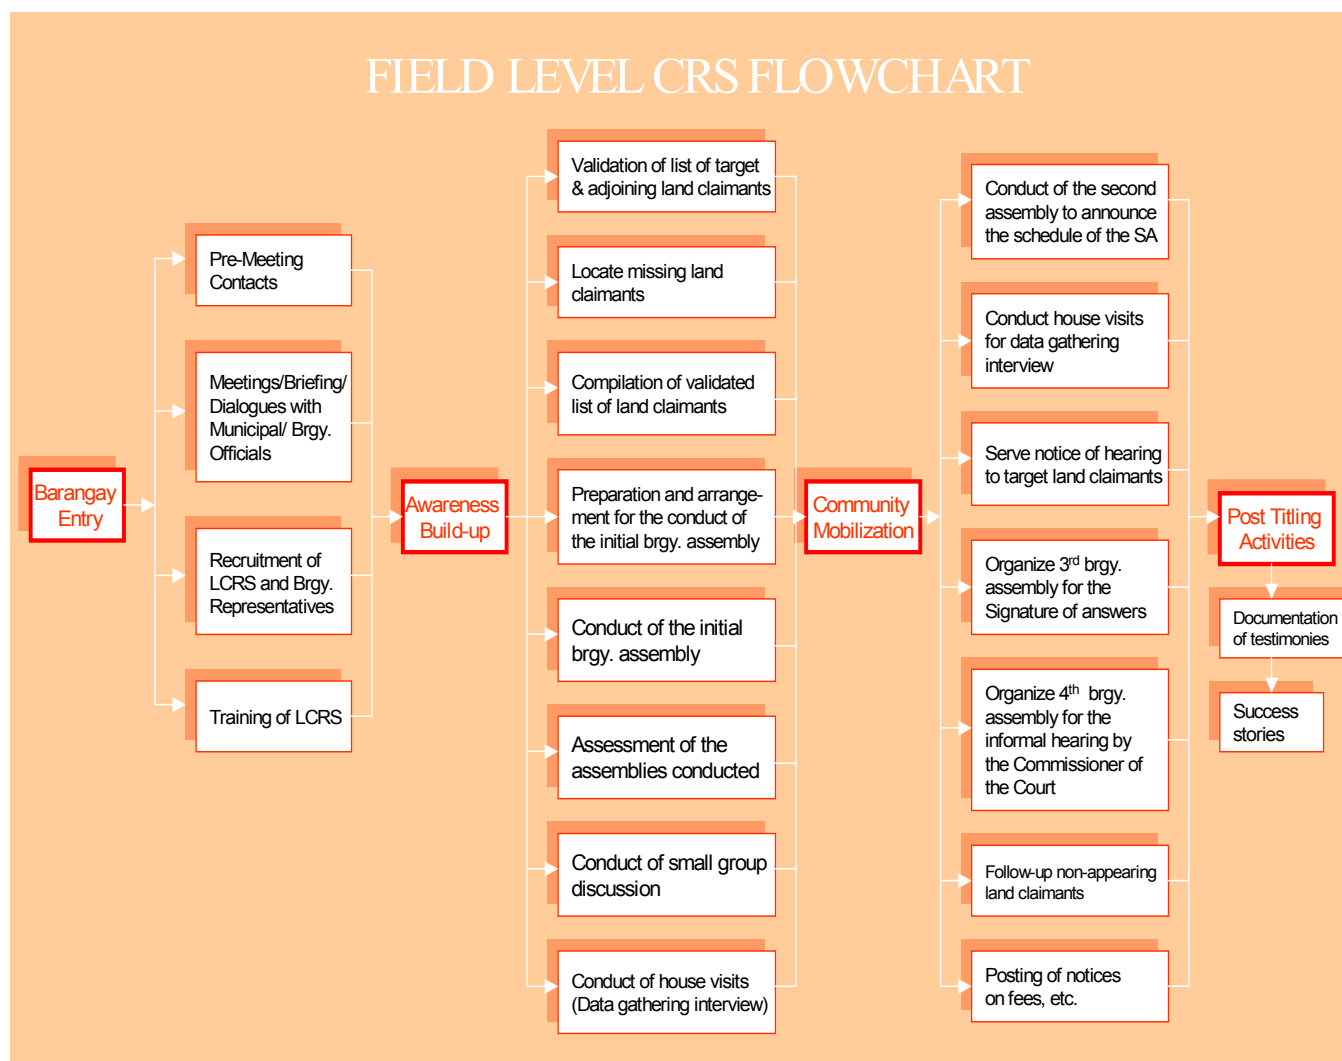 FIELD LEVEL CRS FLOWCHART
Barangay
Entry
Pre-Meeting
Contacts
Meetings/Briefing/
Dialogues with
Municipal/ Brgy.
Officials
Recruitment of
LCRS and Brgy.
Representatives
Training of LCRS
Awareness
Build-up
Validation of list of target
& adjoining land claimants
Locate missing land
claimants
Compilation of validated
list of land claimants
Preparation and arrange-
ment for the conduct of
the initial brgy. assembly
Conduct of the initial
brgy. assembly
Assessment of the
assemblies conducted
Conduct of small group
discussion
Conduct of house visits
(Data gathering interview)
Community
Mobilization
Conduct of the second
assembly to announce
the schedule of the SA
Conduct house visits
for data gathering
interview
Serve notice of hearing
to target land claimants
Organize 3rd brgy.
assembly for the
Signature of answers
Organize 4th brgy.
assembly for the
informal hearing by
the Commissioner of
the Court
Follow-up non-appearing
land claimants
Posting of notices
on fees, etc.
Post Titling
Activities
Documentation
of testimonies
Success
stories